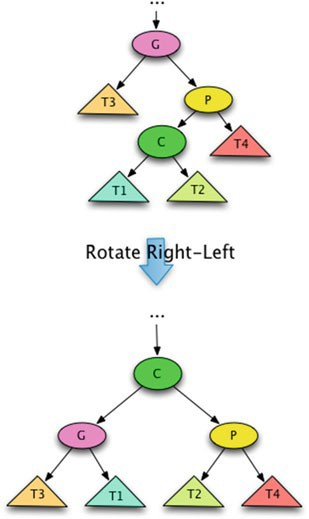 ...
G
T3
P
C
T4
T1
T2
Rotate Right-Left
...
C
G
P
T3
T1
T2
T4